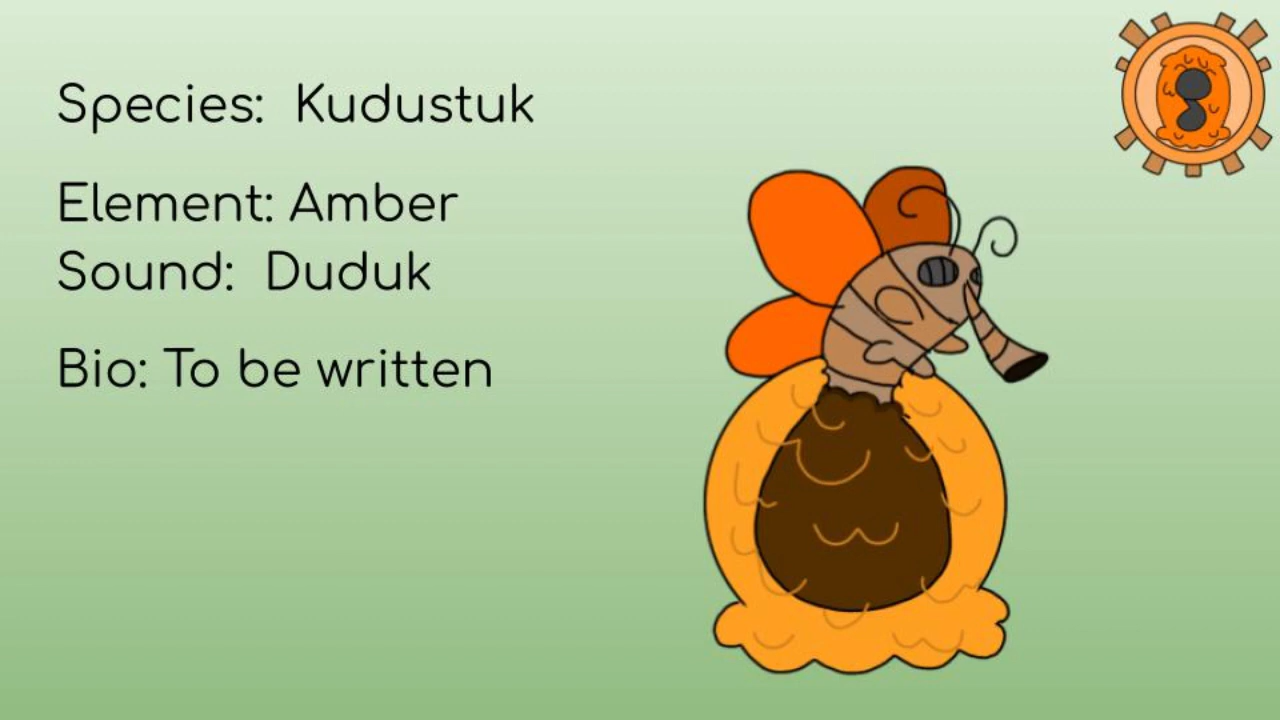 Species: Kudustuk
Element: Amber
Sound: Duduk
Bio: To be written